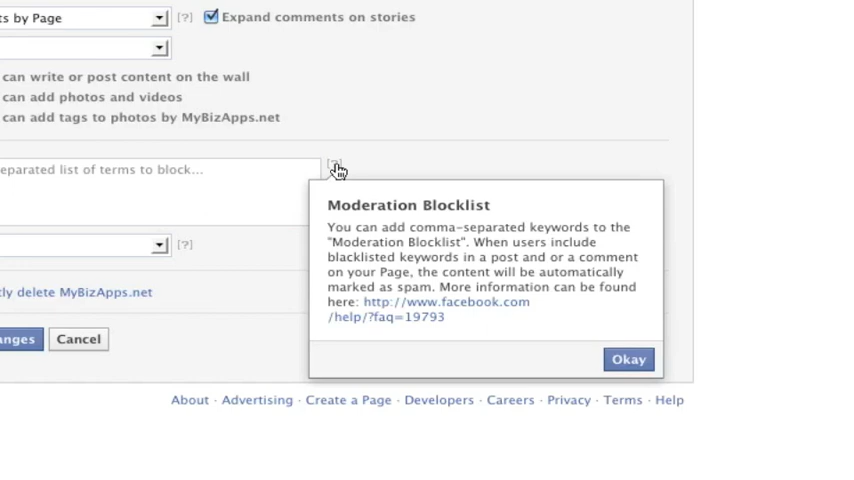 ts by Page [?] Expand comments on stories
can write or post content on the wall
can add photos and videos
can add tags to photos by MyBizApps.net
eparated list of terms to block... [?]
Moderation Blocklist
You can add comma-separated keywords to the
"Moderation Blocklist". When users include
blacklisted keywords in a post and or a comment
on your Page, the content will be automatically
marked as spam. More information can be found
here: http://www.facebook.com
/help/?faq=19793
[?]
tly delete MyBizApps.net
anges Cancel
Okay
About · Advertising · Create a Page · Developers · Careers · Privacy · Terms · Help